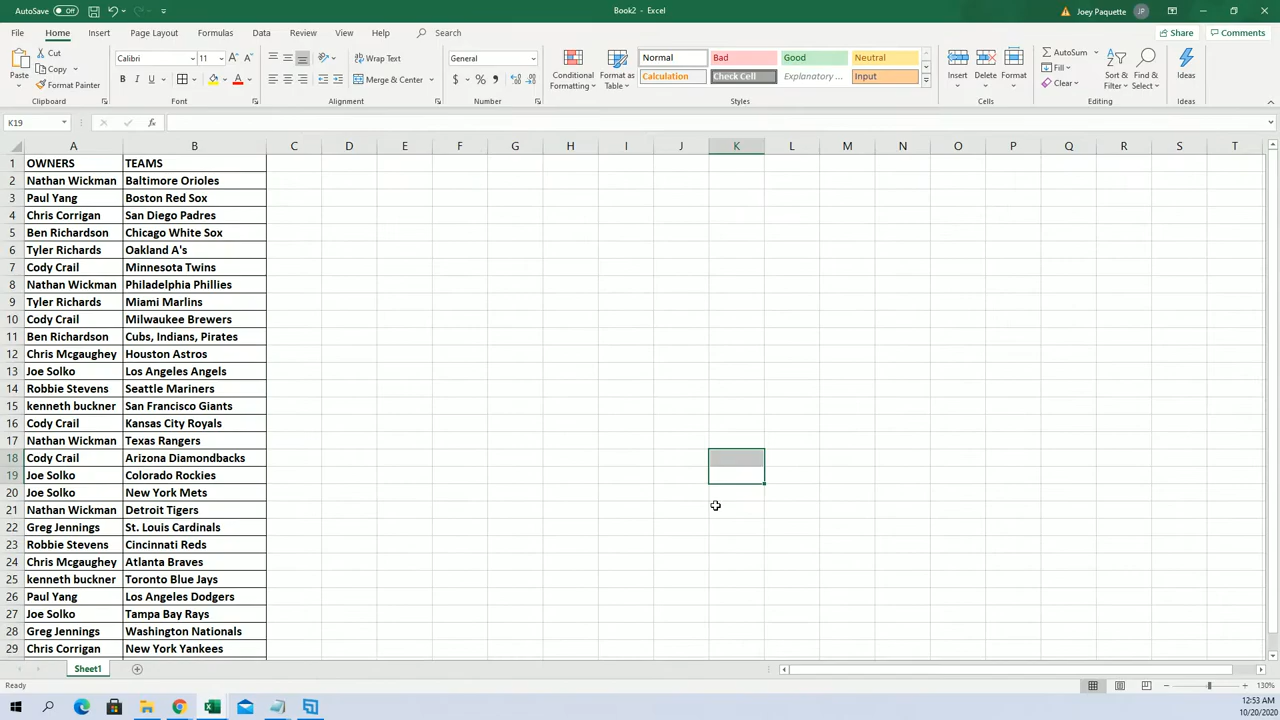 AutoSave Off Book2 - Excel Joey Paquette JP
File Home Insert Page Layout Formulas Data Review View Help Search Share Comments
Paste Cut Copy Format Painter Clipboard
Calibri 11 A A B I U A Font
Wrap Text Merge & Center Alignment
General $ % , Number
Conditional Formatting Format as Table Normal Bad Good Neutral Calculation Check Cell Explanatory ... Input Styles
Insert Delete Format Cells
AutoSum Fill Clear Sort & Filter Find & Select Editing
Ideas Ideas
K19 fx
A B C D E F G H I J K L M N O P Q R S T
1 OWNERS TEAMS
2 Nathan Wickman Baltimore Orioles
3 Paul Yang Boston Red Sox
4 Chris Corrigan San Diego Padres
5 Ben Richardson Chicago White Sox
6 Tyler Richards Oakland A's
7 Cody Crail Minnesota Twins
8 Nathan Wickman Philadelphia Phillies
9 Tyler Richards Miami Marlins
10 Cody Crail Milwaukee Brewers
11 Ben Richardson Cubs, Indians, Pirates
12 Chris Mcgaughey Houston Astros
13 Joe Solko Los Angeles Angels
14 Robbie Stevens Seattle Mariners
15 kenneth buckner San Francisco Giants
16 Cody Crail Kansas City Royals
17 Nathan Wickman Texas Rangers
18 Cody Crail Arizona Diamondbacks
19 Joe Solko Colorado Rockies
20 Joe Solko New York Mets
21 Nathan Wickman Detroit Tigers
22 Greg Jennings St. Louis Cardinals
23 Robbie Stevens Cincinnati Reds
24 Chris Mcgaughey Atlanta Braves
25 kenneth buckner Toronto Blue Jays
26 Paul Yang Los Angeles Dodgers
27 Joe Solko Tampa Bay Rays
28 Greg Jennings Washington Nationals
29 Chris Corrigan New York Yankees
Sheet1
Ready 130%
12:53 AM
10/20/2020